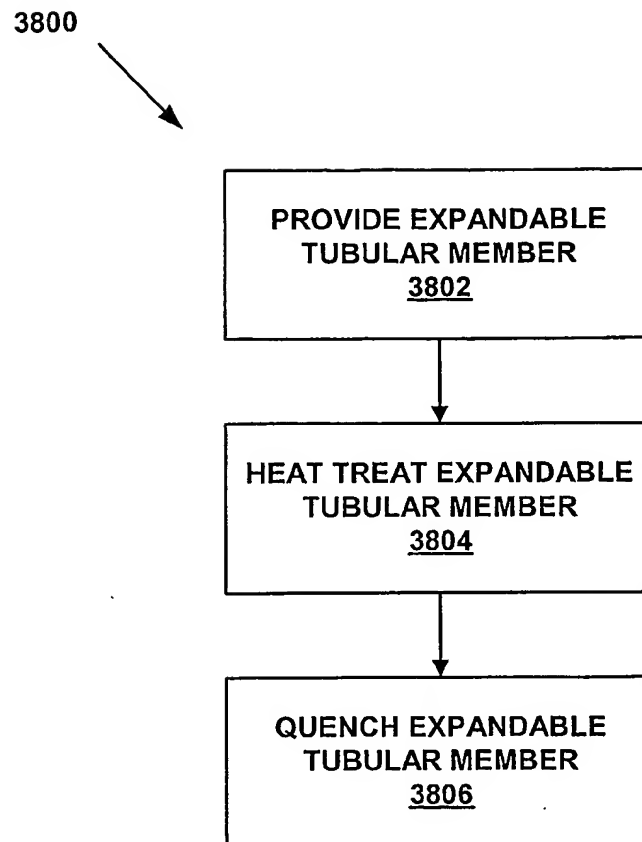 3800
PROVIDE EXPANDABLE
TUBULAR MEMBER
3802
HEAT TREAT EXPANDABLE
TUBULAR MEMBER
3804
QUENCH EXPANDABLE
TUBULAR MEMBER
3806